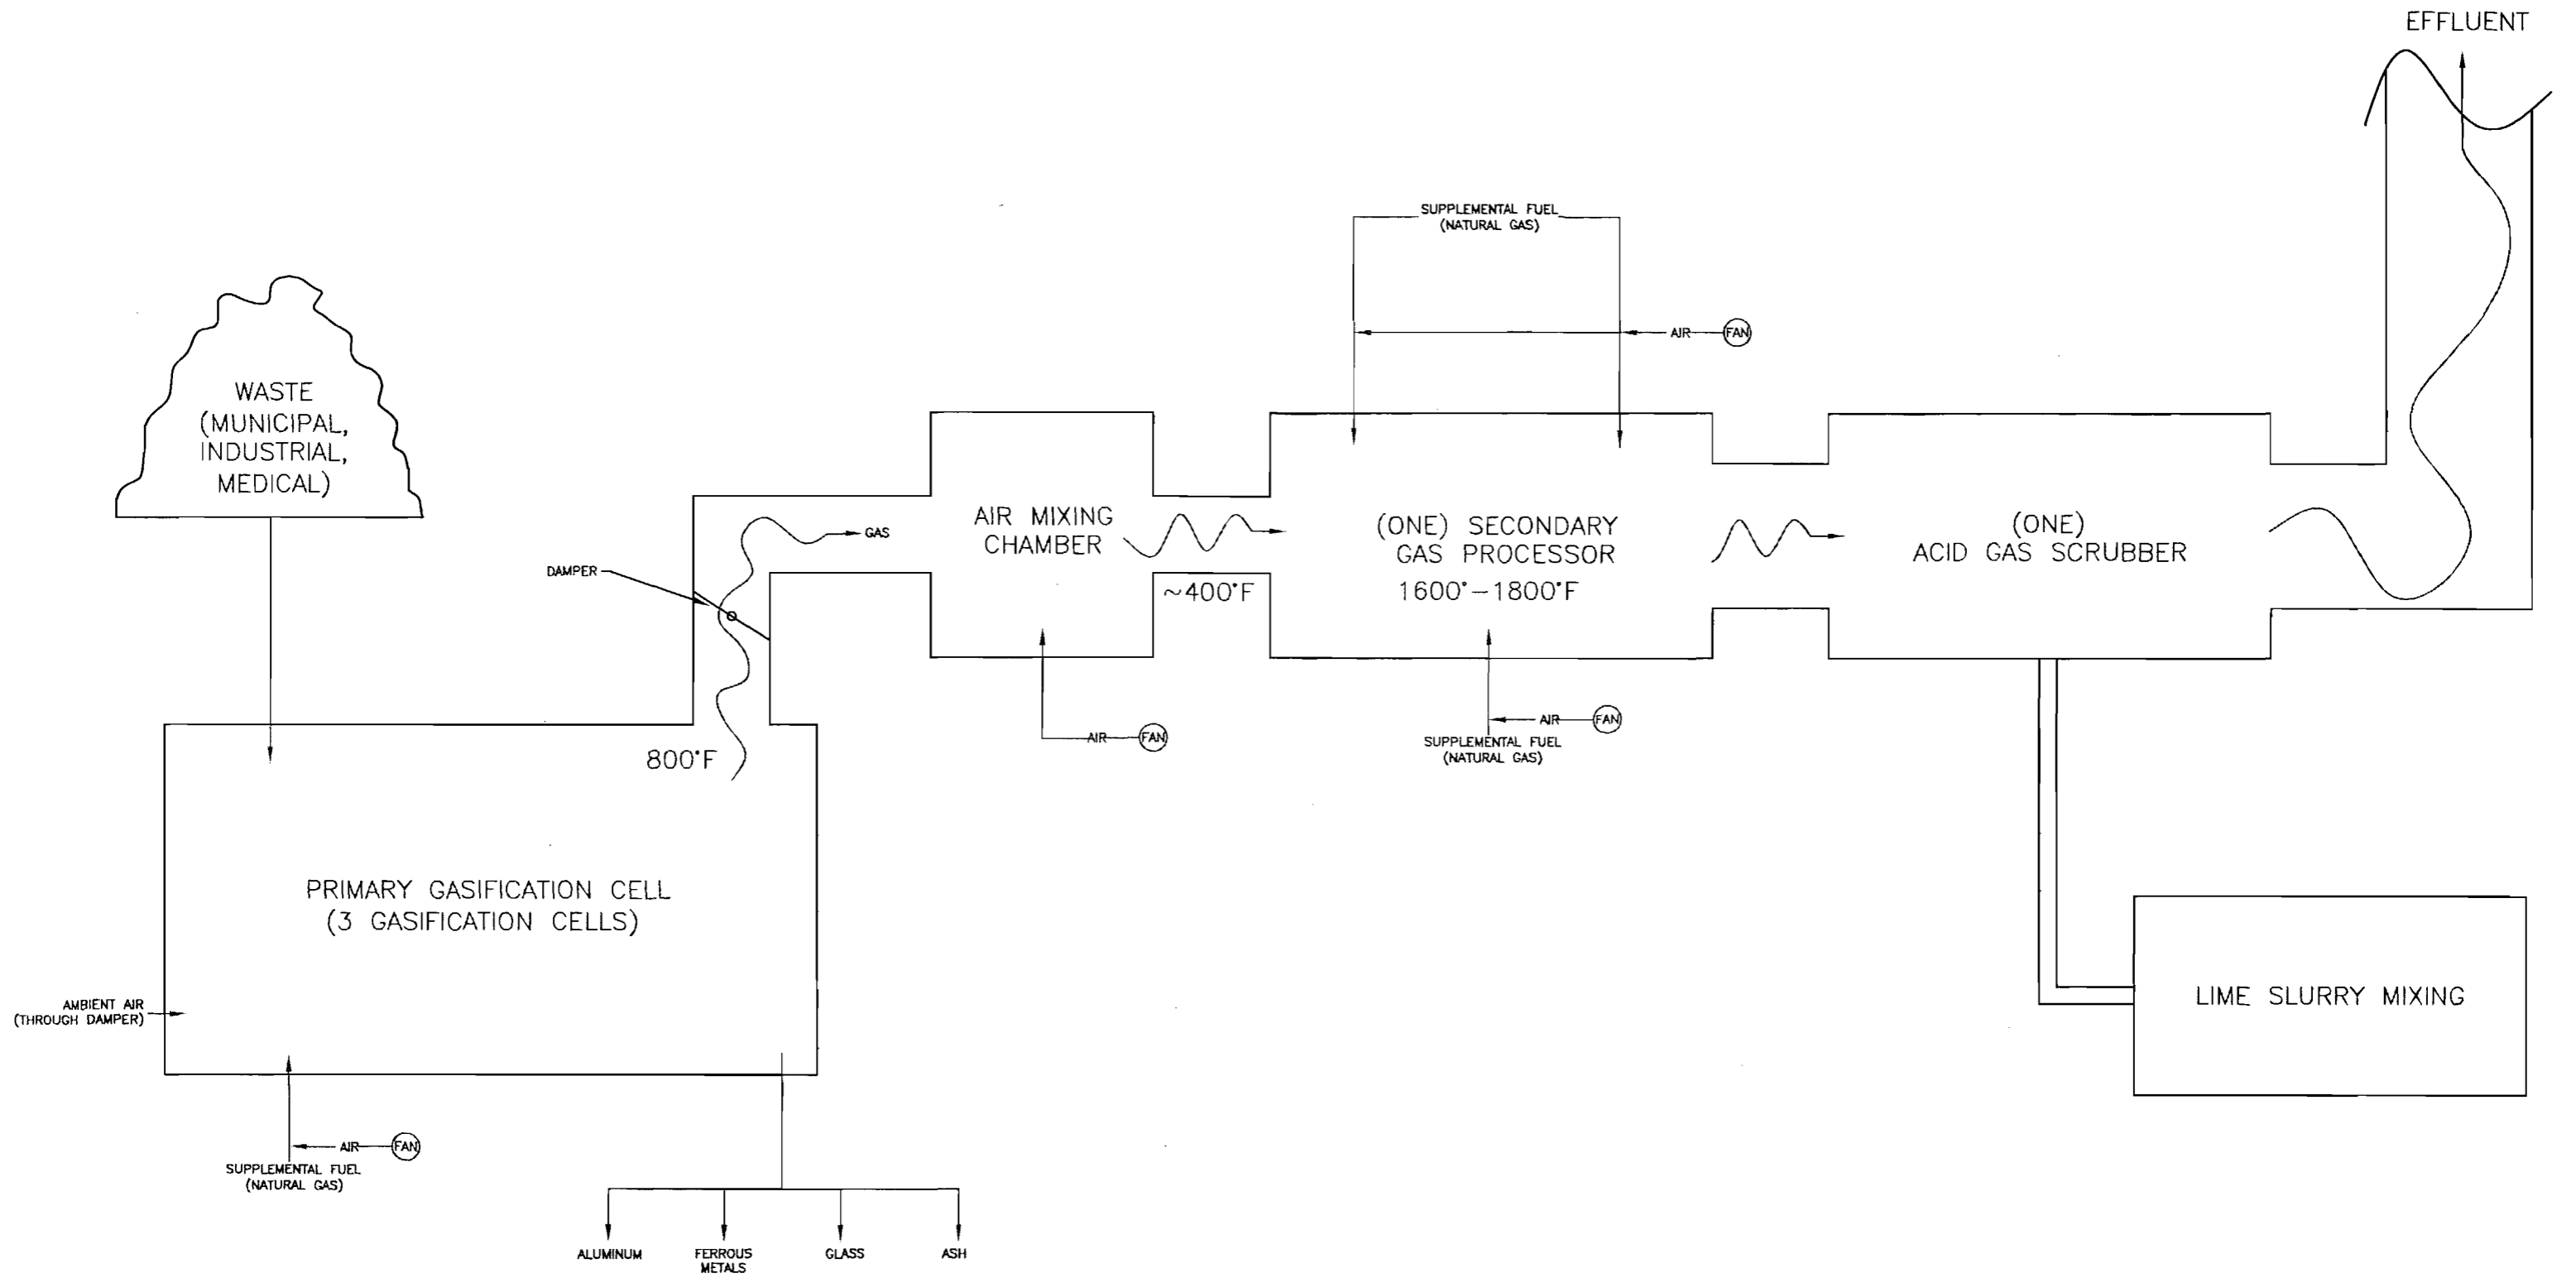 EFFLUENT
SUPPLEMENTAL FUEL
(NATURAL GAS)
AIR
FAN
WASTE
(MUNICIPAL,
INDUSTRIAL,
MEDICAL)
GAS
DAMPER
AIR MIXING
CHAMBER
~400°F
(ONE) SECONDARY
GAS PROCESSOR
1600°-1800°F
(ONE)
ACID GAS SCRUBBER
AIR
FAN
AIR
FAN
SUPPLEMENTAL FUEL
(NATURAL GAS)
800°F
PRIMARY GASIFICATION CELL
(3 GASIFICATION CELLS)
AMBIENT AIR
(THROUGH DAMPER)
LIME SLURRY MIXING
AIR
FAN
SUPPLEMENTAL FUEL
(NATURAL GAS)
ALUMINUM
FERROUS
METALS
GLASS
ASH